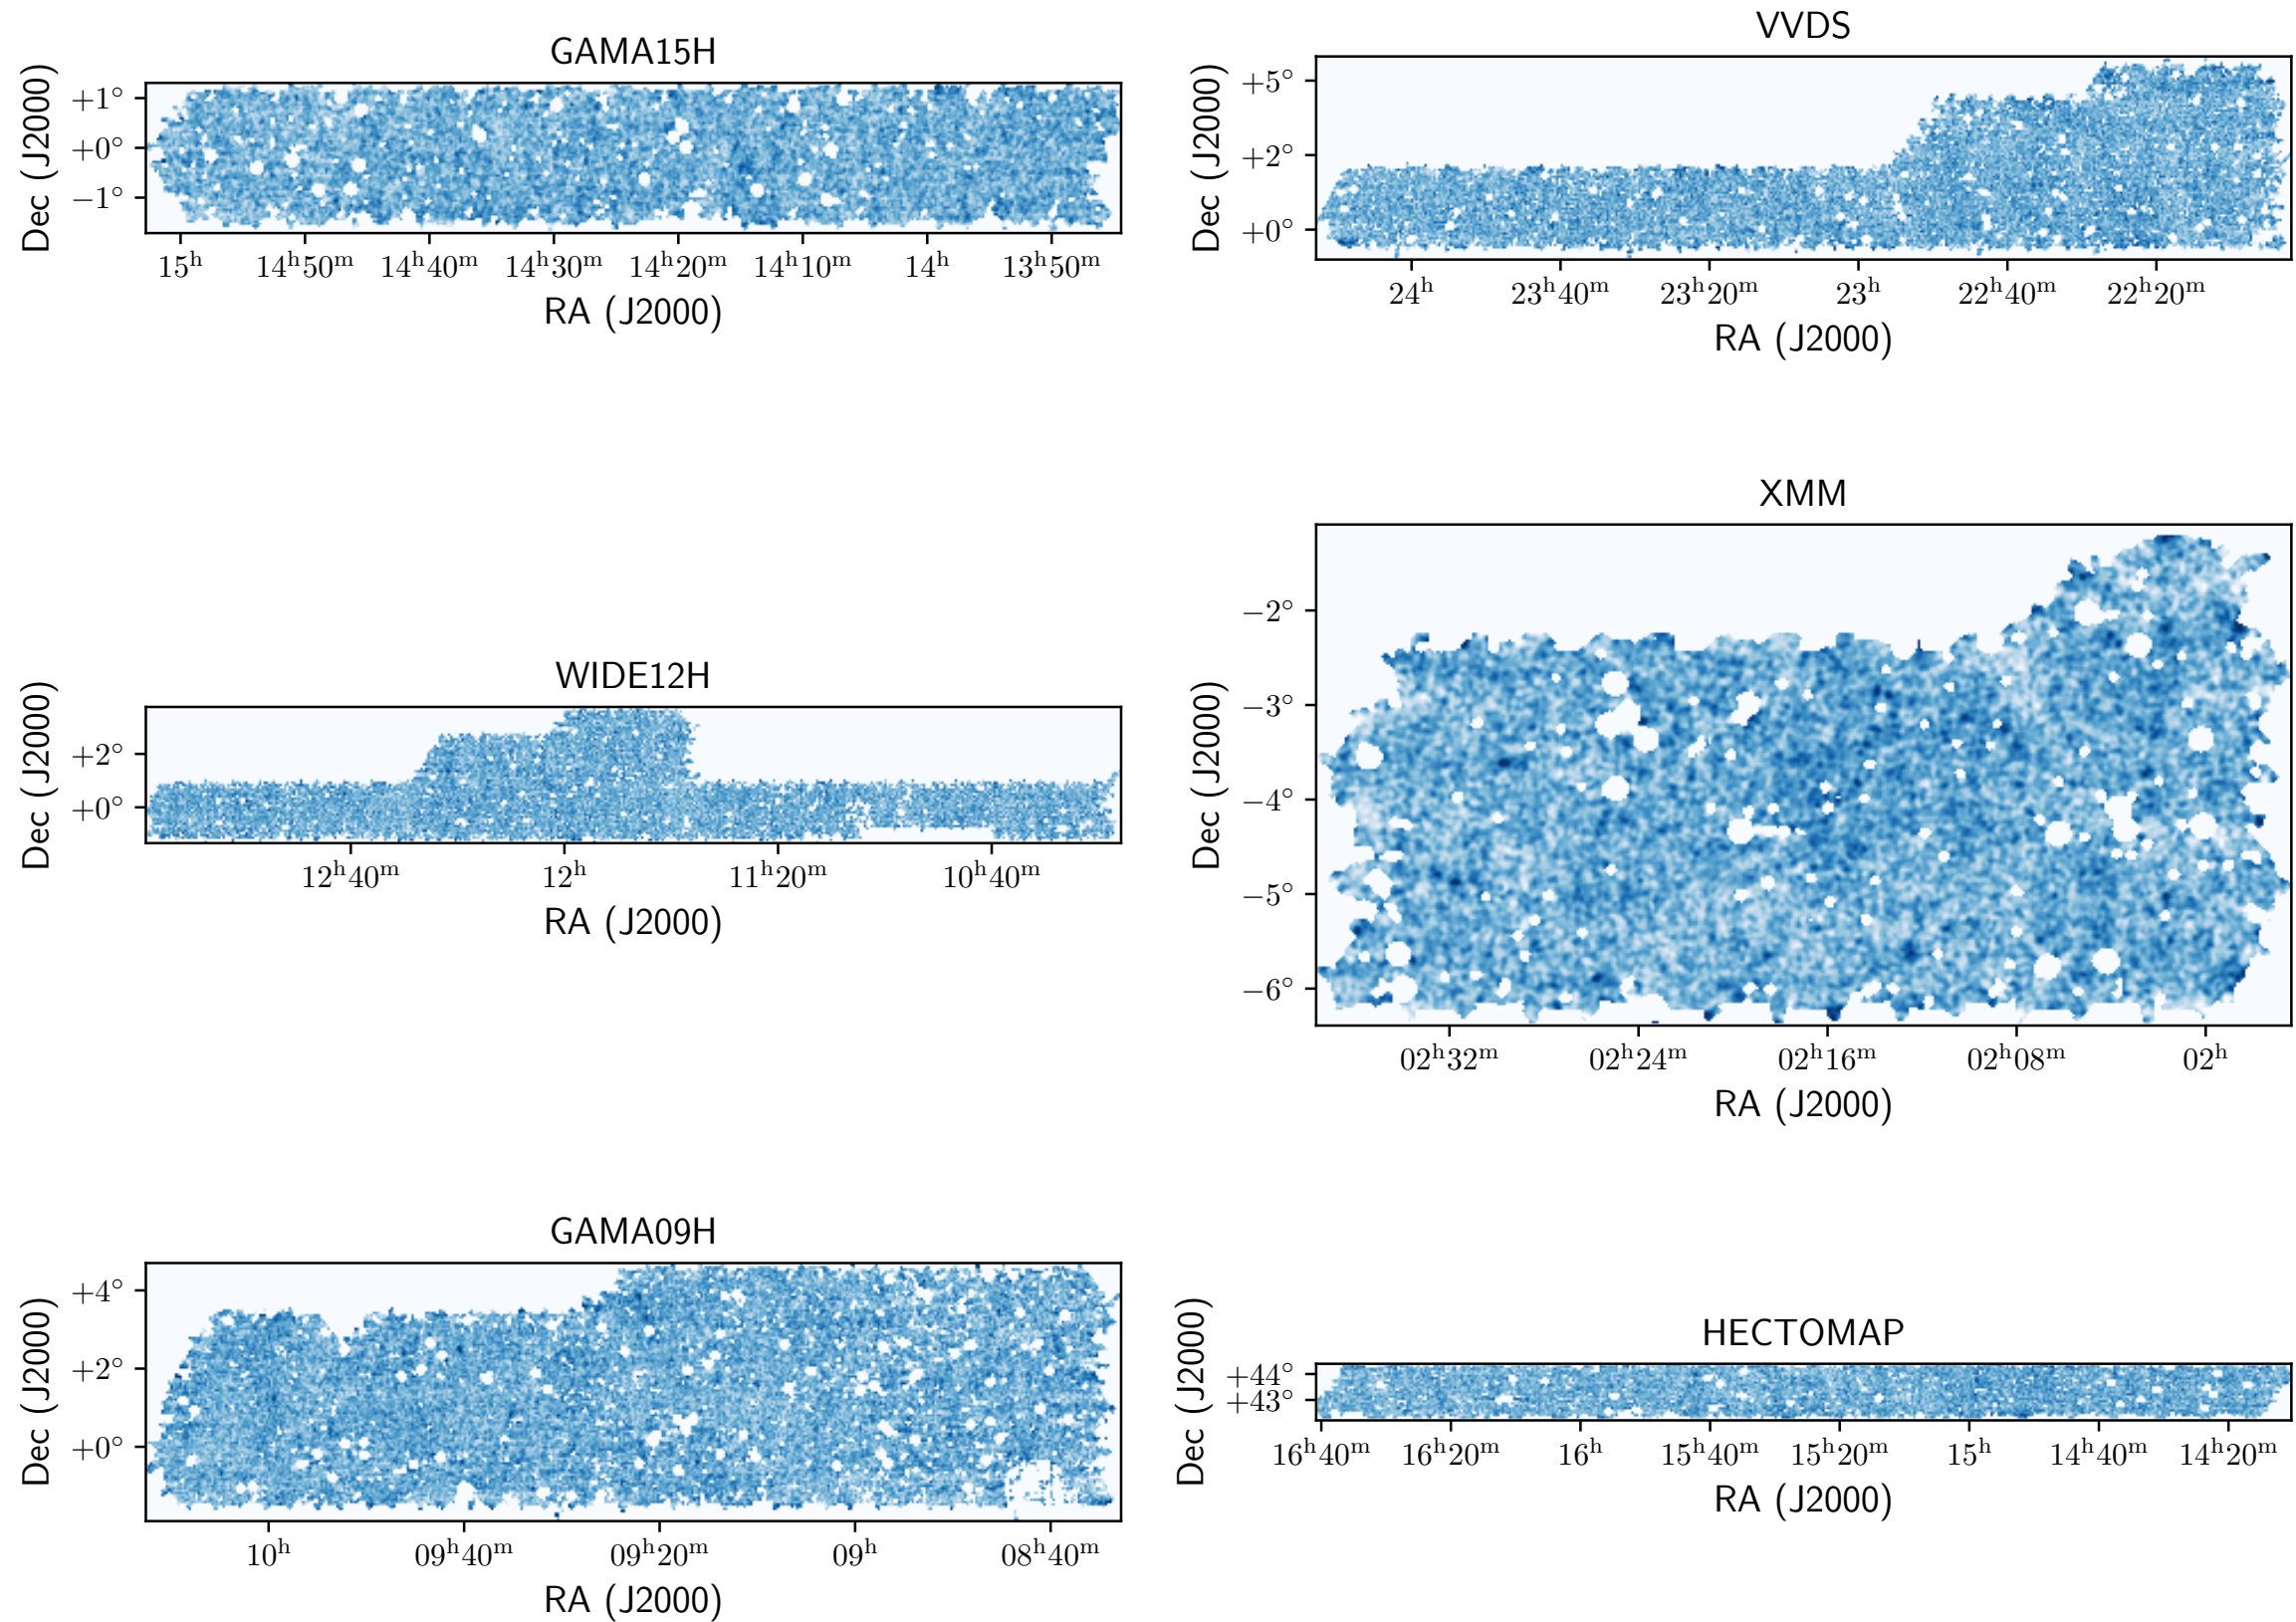 GAMA15H
Dec (J2000)
+1°
+0°
−1°
15h 14h50m 14h40m 14h30m 14h20m 14h10m 14h 13h50m
RA (J2000)
VVDS
Dec (J2000)
+5°
+2°
+0°
24h 23h40m 23h20m 23h 22h40m 22h20m
RA (J2000)
WIDE12H
Dec (J2000)
+2°
+0°
12h40m 12h 11h20m 10h40m
RA (J2000)
XMM
Dec (J2000)
−2°
−3°
−4°
−5°
−6°
02h32m 02h24m 02h16m 02h08m 02h
RA (J2000)
GAMA09H
Dec (J2000)
+4°
+2°
+0°
10h 09h40m 09h20m 09h 08h40m
RA (J2000)
HECTOMAP
Dec (J2000)
+44°
+43°
16h40m 16h20m 16h 15h40m 15h20m 15h 14h40m 14h20m
RA (J2000)